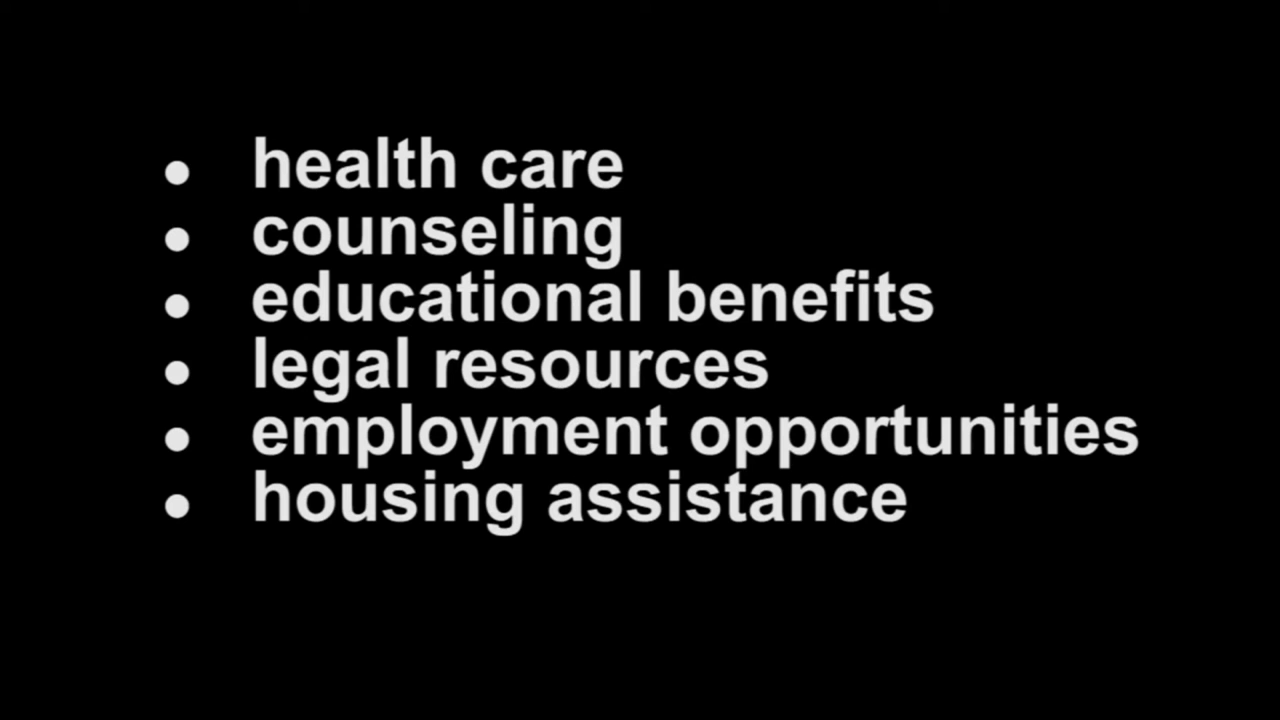 • health care
• counseling
• educational benefits
• legal resources
• employment opportunities
• housing assistance